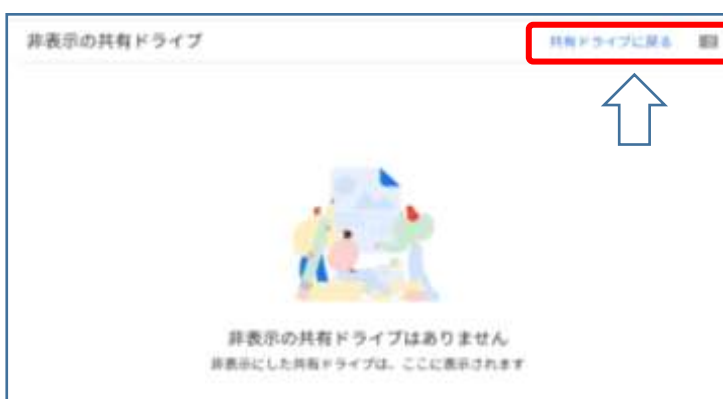 非表示の共有ドライブ
共有ドライブに戻る
非表示の共有ドライブはありません
非表示にした共有ドライブは、ここに表示されます